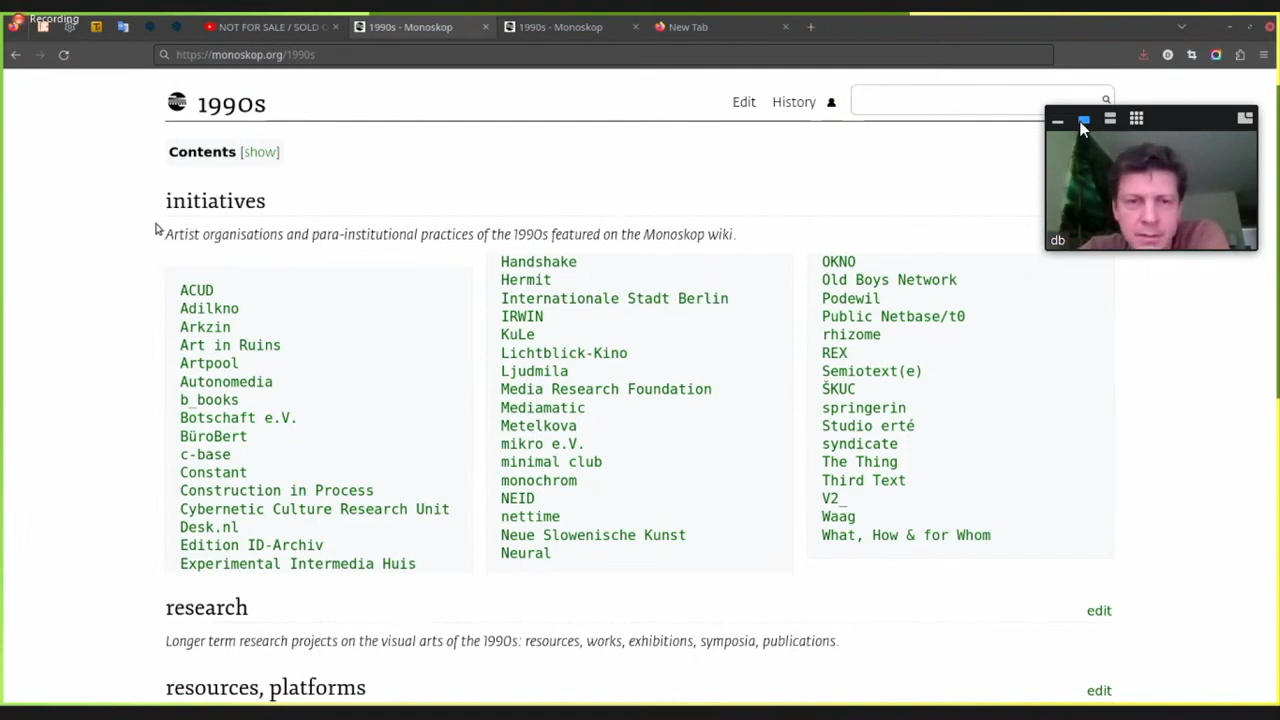 Recording
NOT FOR SALE / SOLD
1990s - Monoskop
1990s - Monoskop
New Tab
https://monoskop.org/1990s
1990s
Edit
History
Contents [show]
initiatives
Artist organisations and para-institutional practices of the 1990s featured on the Monoskop wiki.
ACUD
Adilkno
Arkzin
Art in Ruins
Artpool
Autonomedia
b_books
Botschaft e.V.
BüroBert
c-base
Constant
Construction in Process
Cybernetic Culture Research Unit
Desk.nl
Edition ID-Archiv
Experimental Intermedia Huis
Handshake
Hermit
Internationale Stadt Berlin
IRWIN
KuLe
Lichtblick-Kino
Ljudmila
Media Research Foundation
Mediamatic
Metelkova
mikro e.V.
minimal club
monochrom
NEID
nettime
Neue Slowenische Kunst
Neural
OKNO
Old Boys Network
Podewil
Public Netbase/t0
rhizome
REX
Semiotext(e)
ŠKUC
springerin
Studio erté
syndicate
The Thing
Third Text
V2_
Waag
What, How & for Whom
db
research
edit
Longer term research projects on the visual arts of the 1990s: resources, works, exhibitions, symposia, publications.
resources, platforms
edit